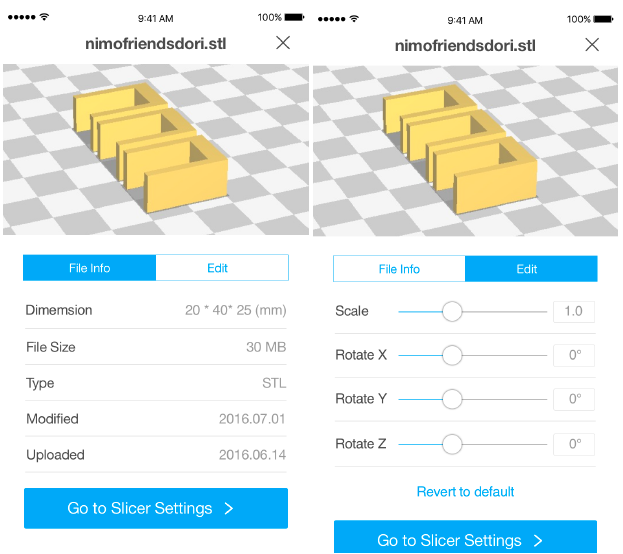 9:41 AM 100%
nimofriendsdori.stl
File Info Edit
Dimemsion 20 * 40* 25 (mm)
File Size 30 MB
Type STL
Modified 2016.07.01
Uploaded 2016.06.14
Go to Slicer Settings
9:41 AM 100%
nimofriendsdori.stl
File Info Edit
Scale 1.0
Rotate X 0°
Rotate Y 0°
Rotate Z 0°
Revert to default
Go to Slicer Settings